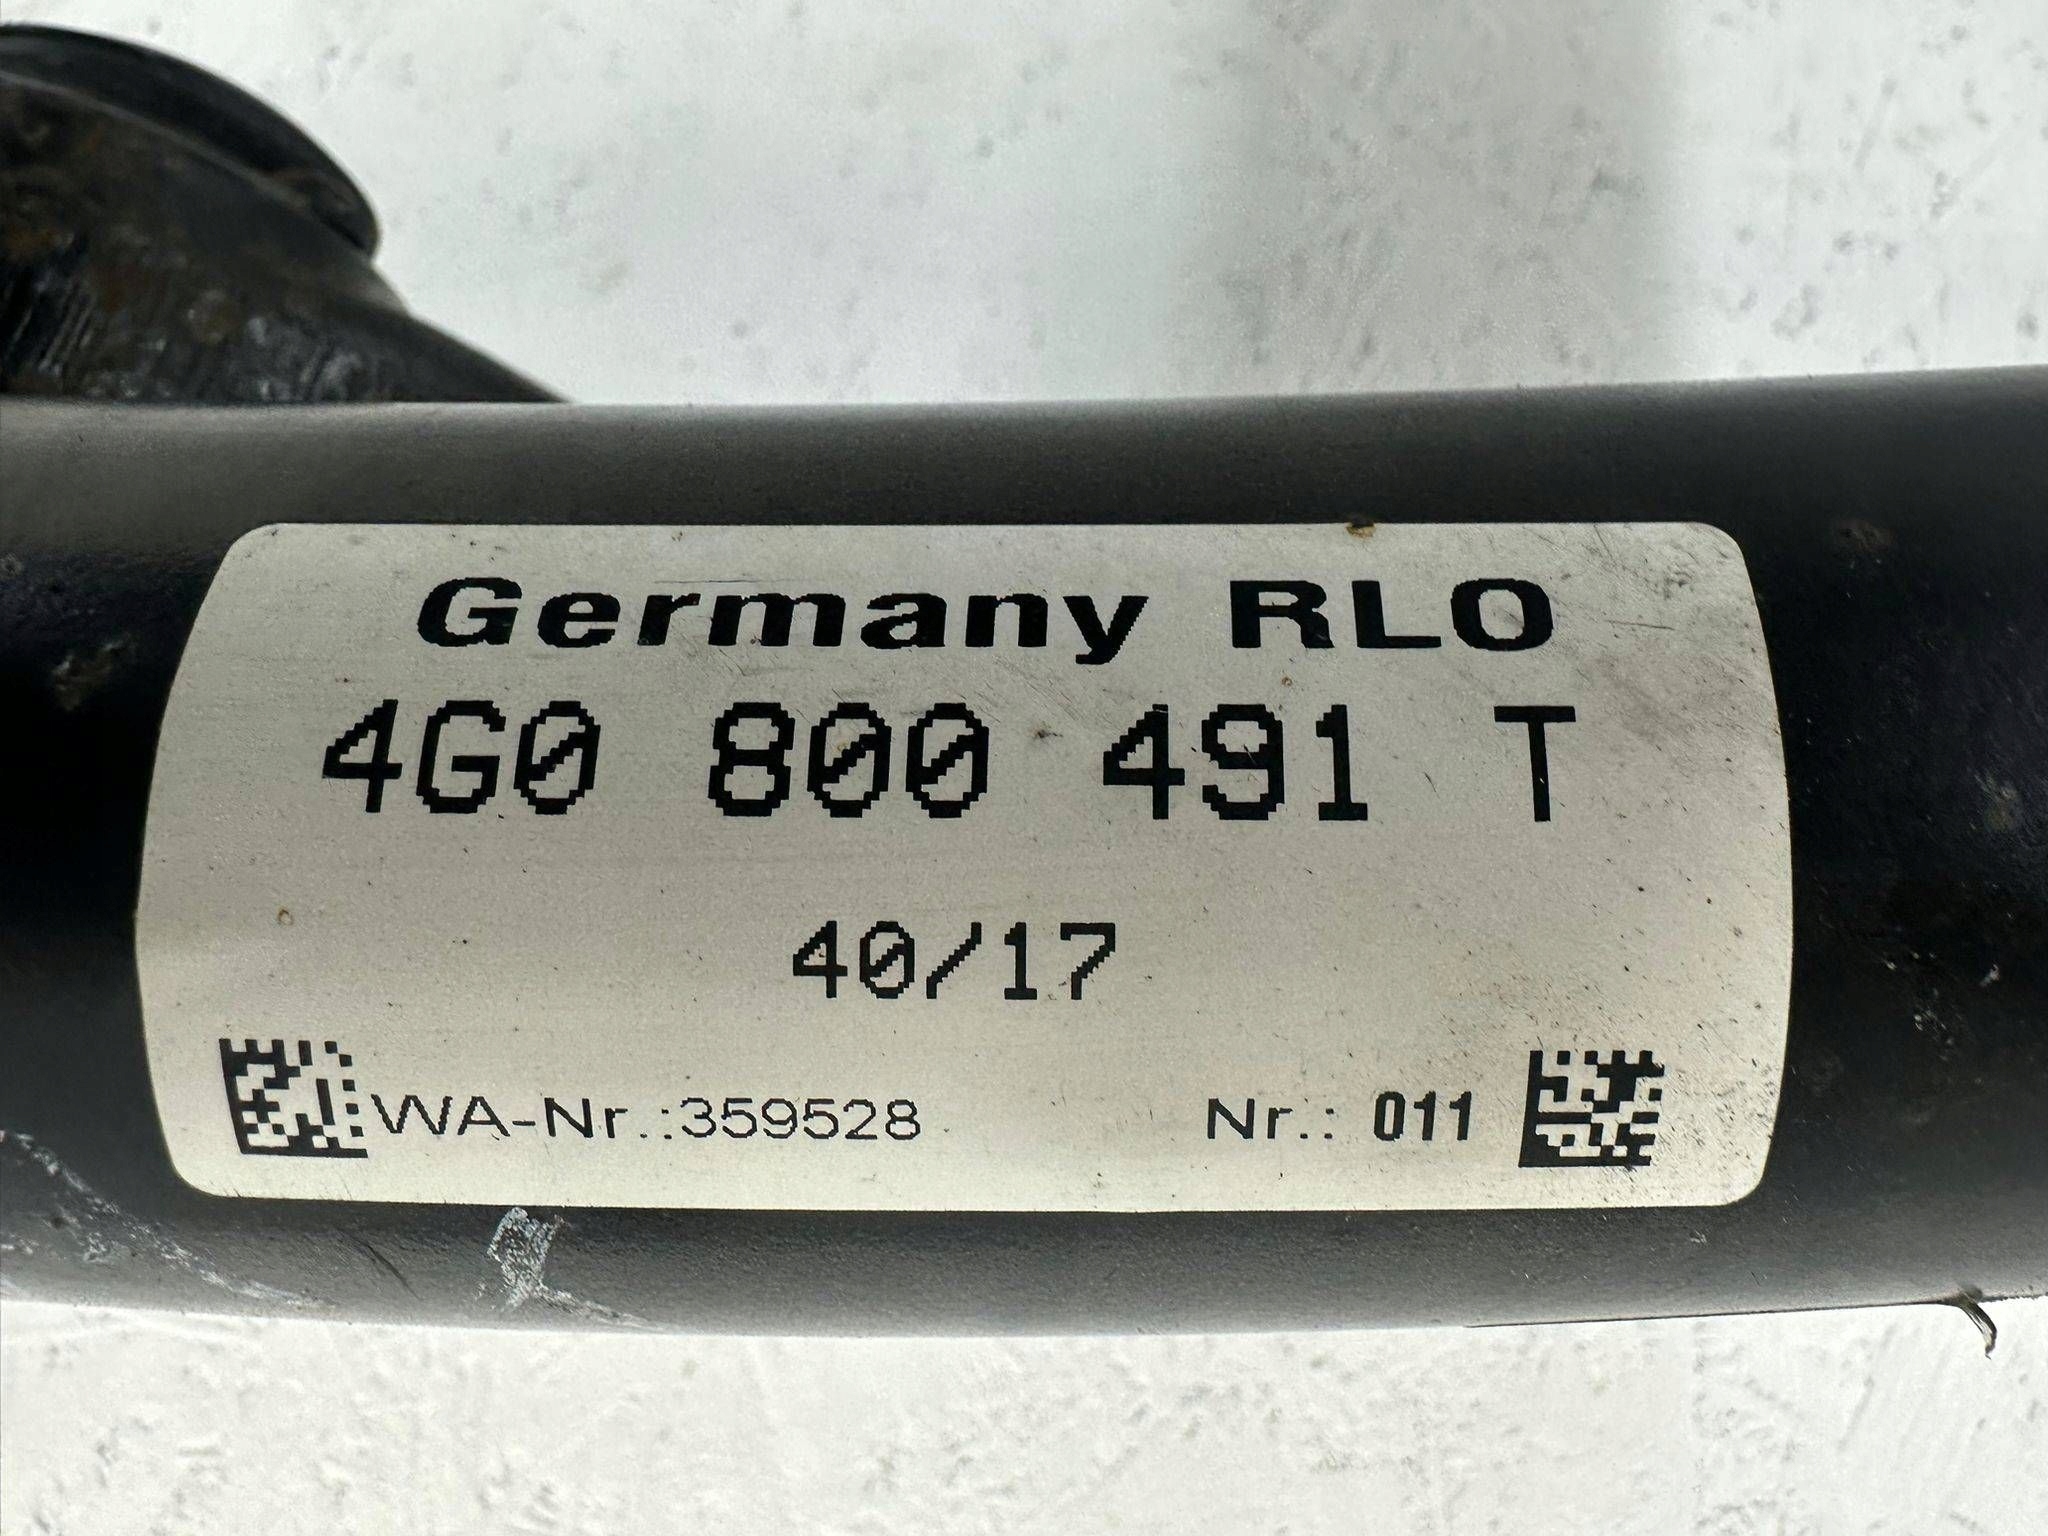 Germany RLO
4G0 800 491 T
40/17
WA-Nr.:359528 Nr.: 011